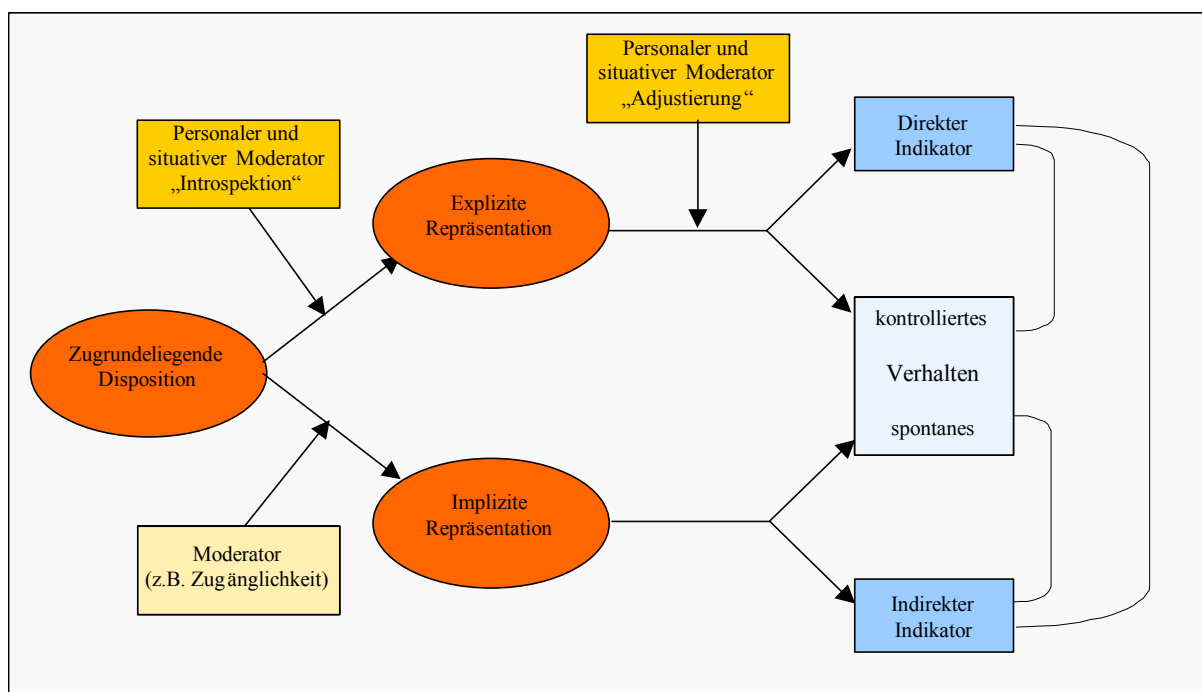 Personaler und
situativer Moderator
„Adjustierung“
Direkter
Indikator
Personaler und
situativer Moderator
„Introspektion“
Explizite
Repräsentation
kontrolliertes
Verhalten
spontanes
Zugrundeliegende
Disposition
Implizite
Repräsentation
Moderator
(z.B. Zugänglichkeit)
Indirekter
Indikator